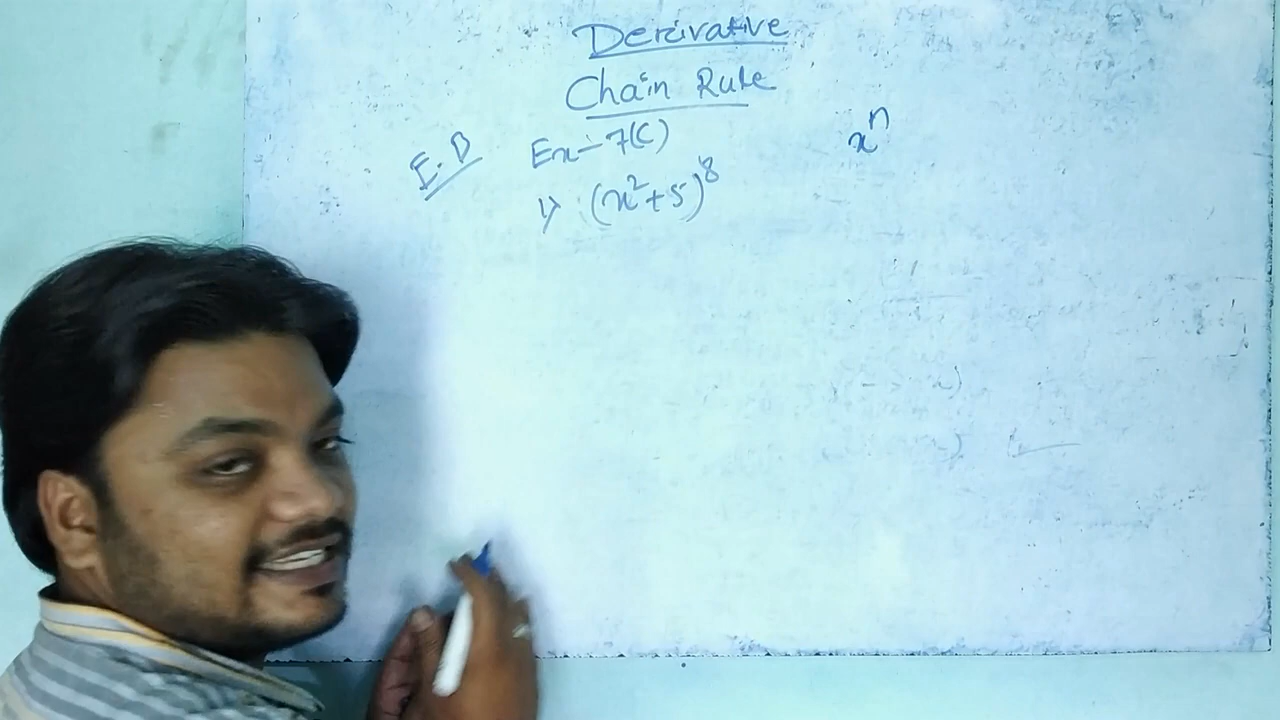 Derivative
Chain Rule
E.B Ex-7(C) xⁿ
1) (x²+5)⁸